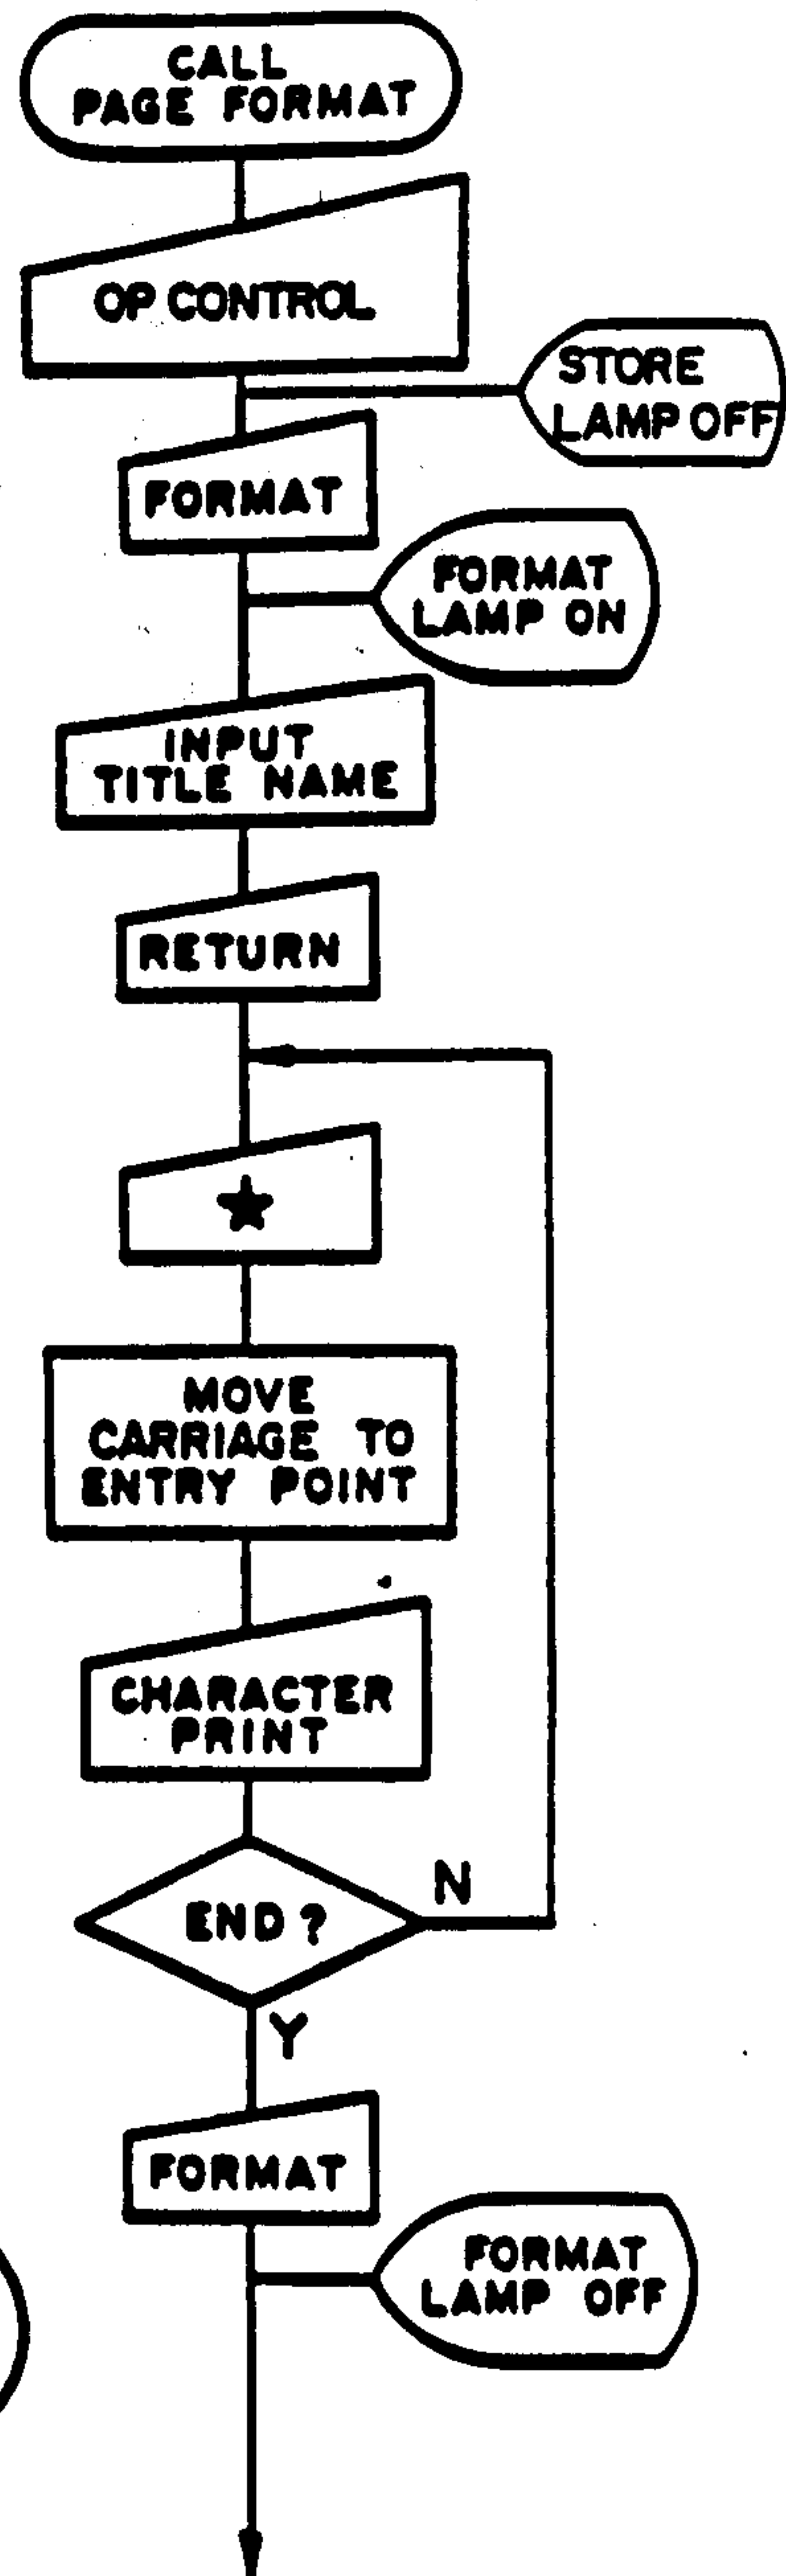 CALL
PAGE FORMAT
OP CONTROL
STORE
LAMP OFF
FORMAT
FORMAT
LAMP ON
INPUT
TITLE NAME
RETURN
★
MOVE
CARRIAGE TO
ENTRY POINT
CHARACTER
PRINT
END?
N
Y
FORMAT
FORMAT
LAMP OFF